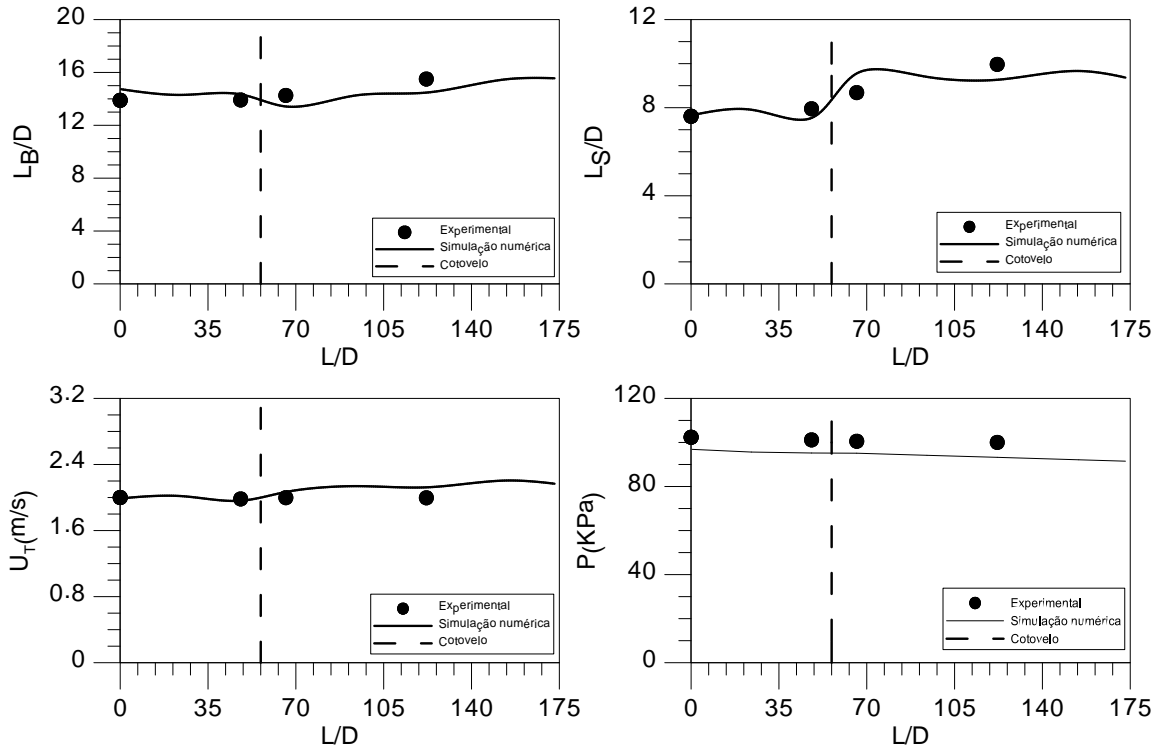 20
16
12
8
4
0
L_B/D
0 35 70 105 140 175
L/D
Experimental
Simulação numérica
Cotovelo
12
8
4
0
L_S/D
0 35 70 105 140 175
L/D
Experimental
Simulação numérica
Cotovelo
3.2
2.4
1.6
0.8
0
U_T(m/s)
0 35 70 105 140 175
L/D
Experimental
Simulação numérica
Cotovelo
120
80
40
0
P(KPa)
0 35 70 105 140 175
L/D
Experimental
Simulação numérica
Cotovelo